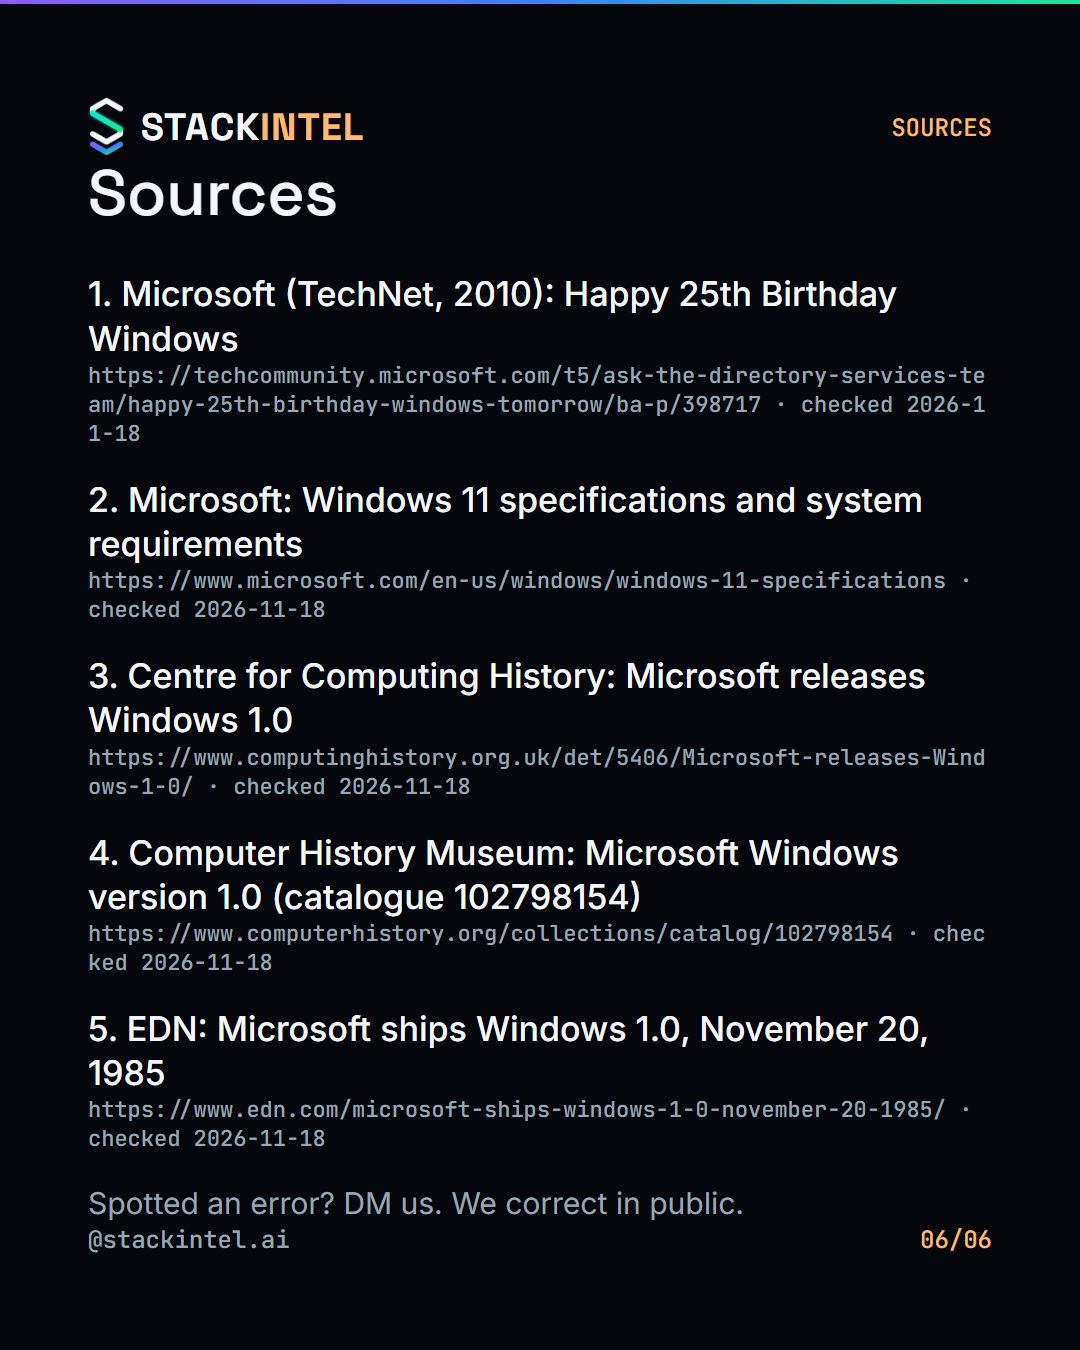 STACKINTEL
SOURCES
Sources
1. Microsoft (TechNet, 2010): Happy 25th Birthday
Windows
https://techcommunity.microsoft.com/t5/ask-the-directory-services-te
am/happy-25th-birthday-windows-tomorrow/ba-p/398717 · checked 2026-1
1-18
2. Microsoft: Windows 11 specifications and system
requirements
https://www.microsoft.com/en-us/windows/windows-11-specifications ·
checked 2026-11-18
3. Centre for Computing History: Microsoft releases
Windows 1.0
https://www.computinghistory.org.uk/det/5406/Microsoft-releases-Wind
ows-1-0/ · checked 2026-11-18
4. Computer History Museum: Microsoft Windows
version 1.0 (catalogue 102798154)
https://www.computerhistory.org/collections/catalog/102798154 · chec
ked 2026-11-18
5. EDN: Microsoft ships Windows 1.0, November 20,
1985
https://www.edn.com/microsoft-ships-windows-1-0-november-20-1985/ ·
checked 2026-11-18
Spotted an error? DM us. We correct in public.
@stackintel.ai
06/06